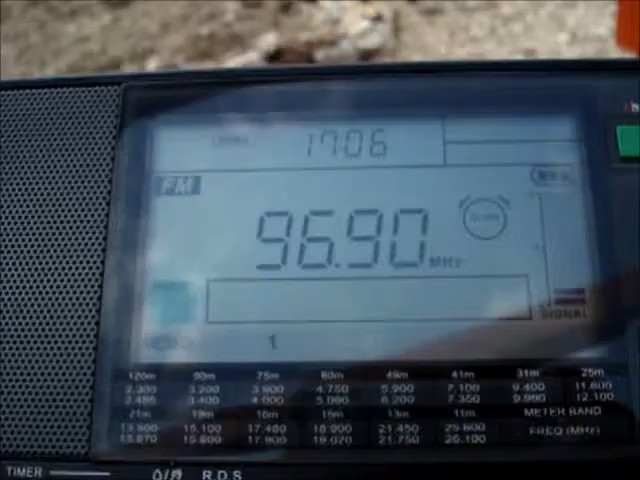 1706
FM
96.90 MHz
SIGNAL
1
120m 90m 75m 60m 49m 41m 31m 25m
2.300 3.200 3.900 4.750 5.900 7.100 9.400 11.600
2.495 3.400 4.000 5.060 6.200 7.350 9.990 12.100
21m 19m 16m 15m 13m 11m METER BAND
13.500 15.100 17.480 18.900 21.450 25.600 FREQ (MHz)
13.870 15.800 17.900 19.020 21.750 26.100
TIMER R.D.S